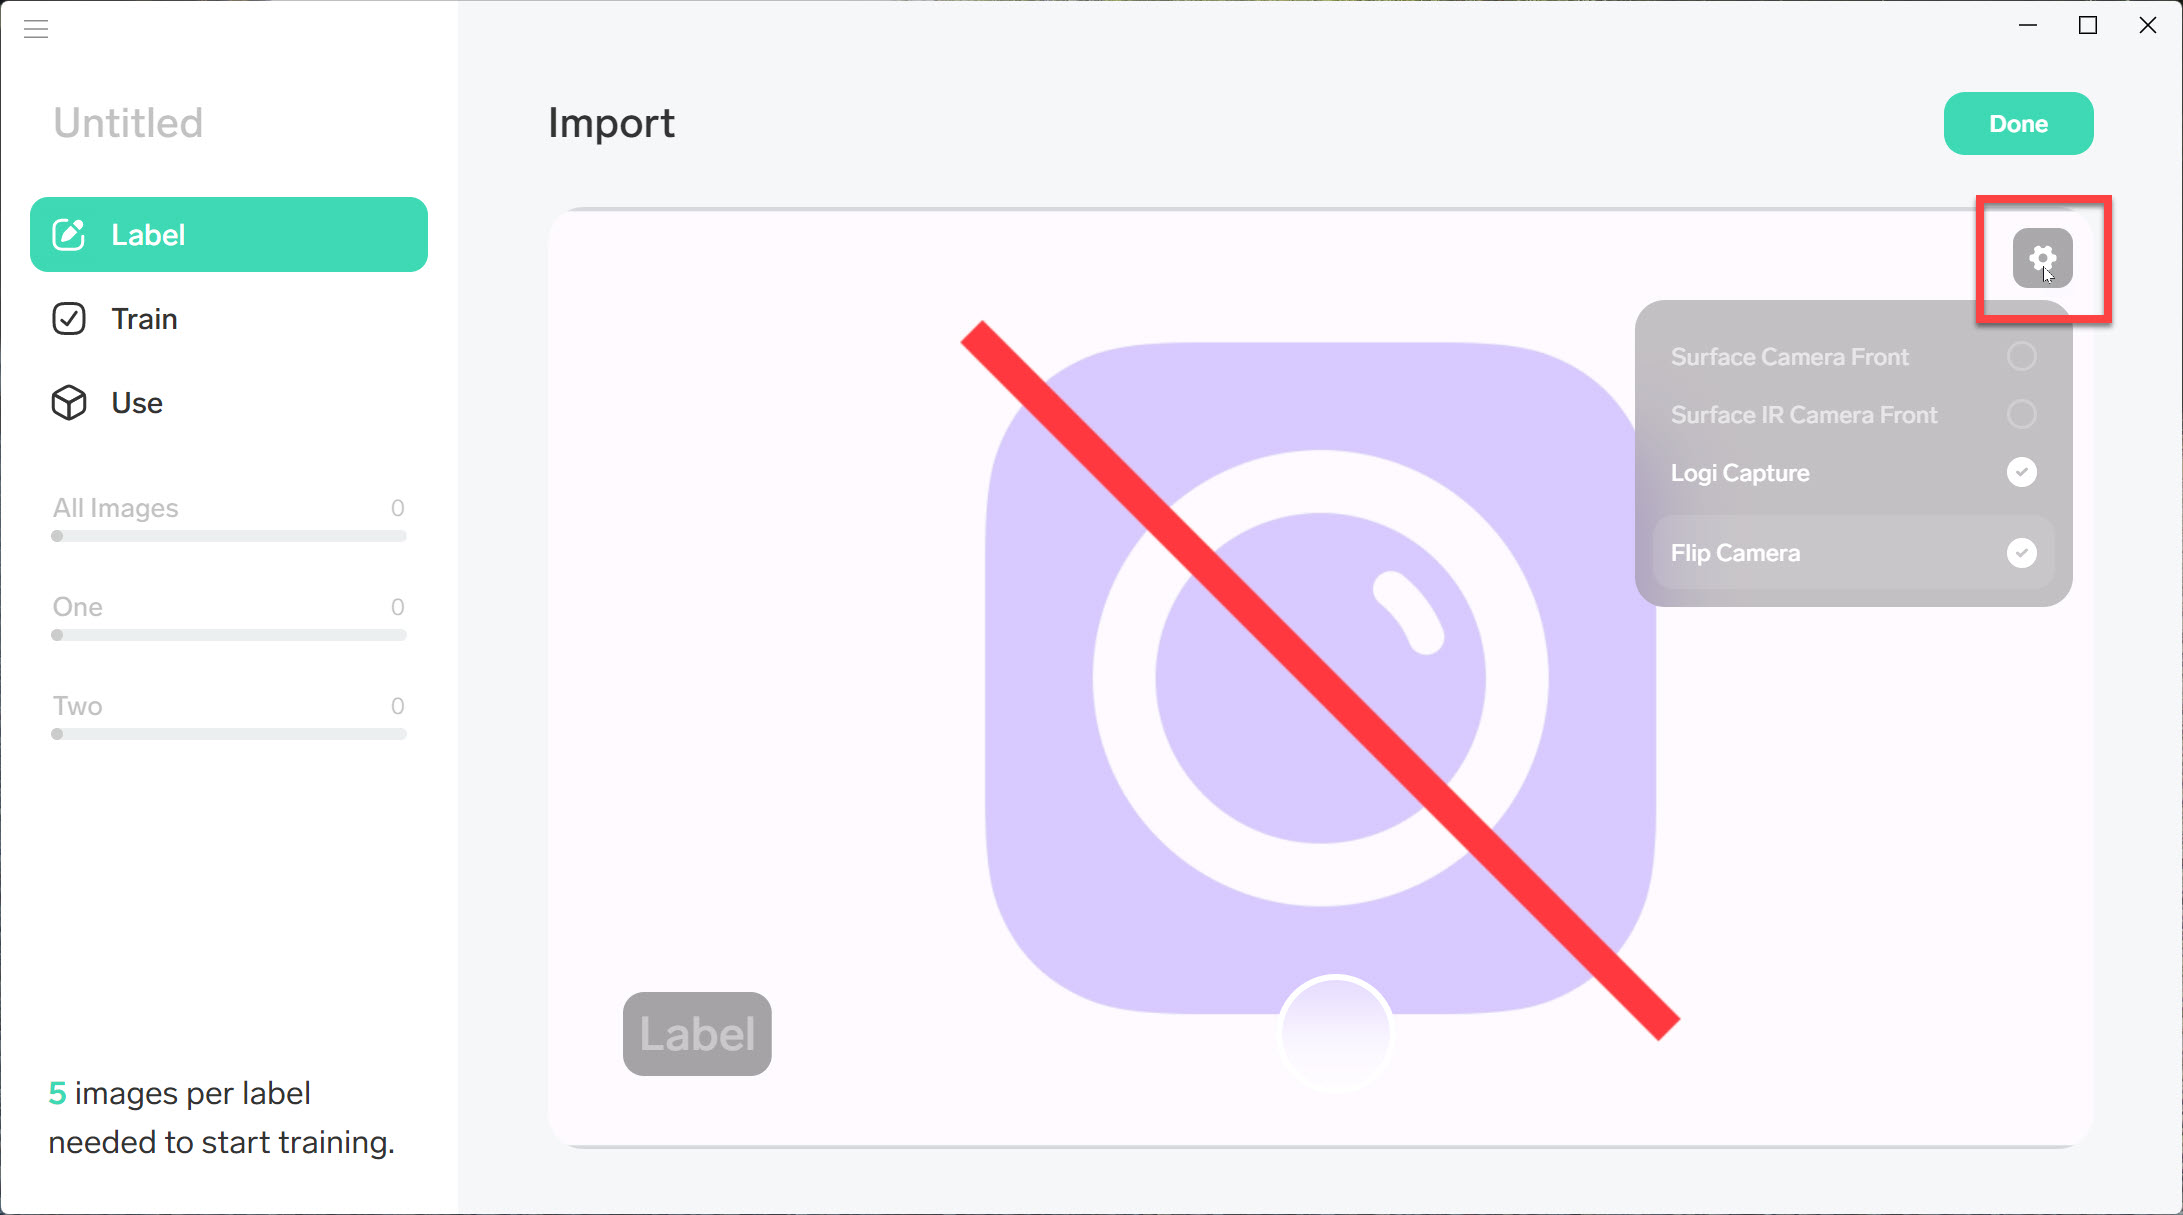 Untitled
Label
Train
Use
All Images 0
One 0
Two 0
5 images per label
needed to start training.
Import
Done
Surface Camera Front
Surface IR Camera Front
Logi Capture
Flip Camera
Label